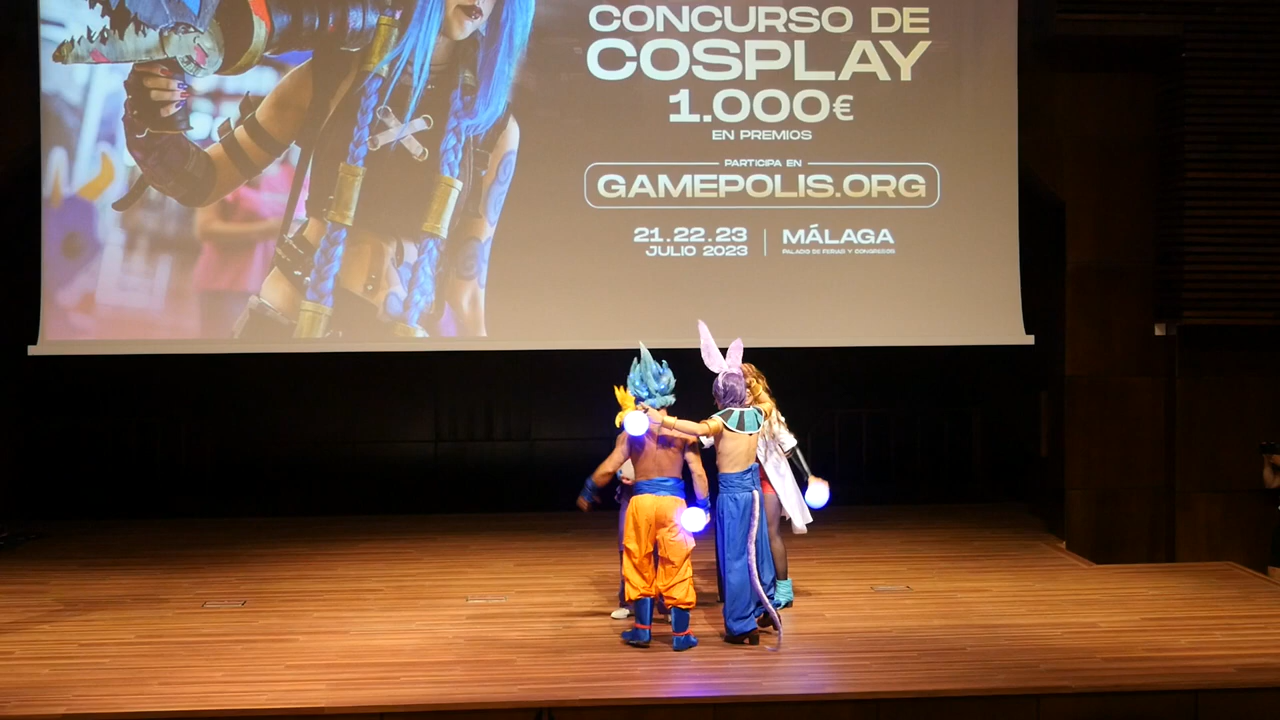 CONCURSO DE
COSPLAY
1.000€
EN PREMIOS
PARTICIPA EN
GAMEPOLIS.ORG
21.22.23
JULIO 2023
MÁLAGA
PALACIO DE FERIAS Y CONGRESOS